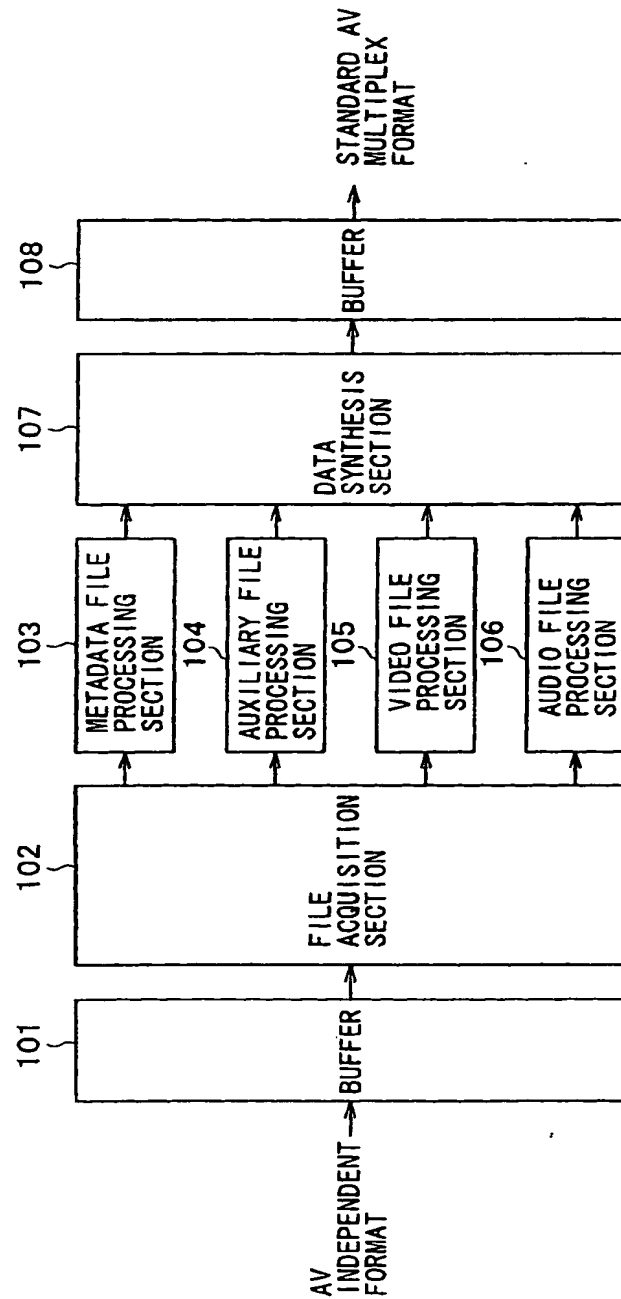 AV
INDEPENDENT
FORMAT
101
BUFFER
102
FILE
ACQUISITION
SECTION
103
METADATA FILE
PROCESSING
SECTION
104
AUXILIARY FILE
PROCESSING
SECTION
105
VIDEO FILE
PROCESSING
SECTION
106
AUDIO FILE
PROCESSING
SECTION
107
DATA
SYNTHESIS
SECTION
108
BUFFER
STANDARD AV
MULTIPLEX
FORMAT